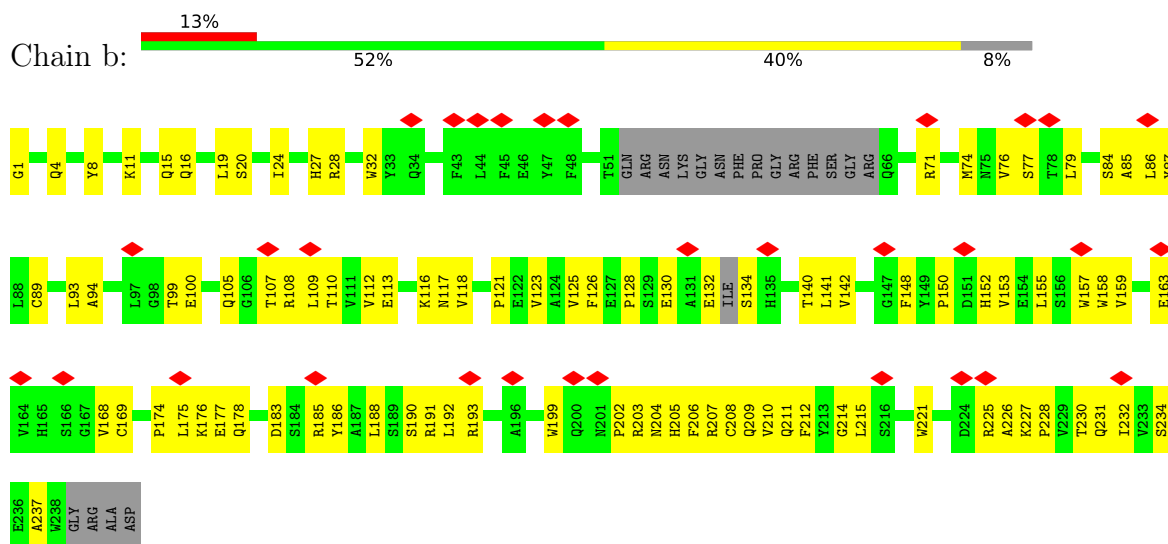 13%
Chain b:
52% 40% 8%
G1 Q4 Y8 K11 Q15 Q16 L19 S20 I24 H27 R28 W32 Y33 Q34 F43 L44 F45 E46 Y47 F48 T51 GLN ARG ASN LYS GLY ASN PHE PRO GLY ARG PHE SER GLY ARG Q66 R71 M74 N75 V76 S77 T78 L79 S84 A85 L86
L88 C89 L93 A94 L97 G98 T99 E100 Q105 G106 T107 R108 L109 T110 V111 V112 E113 K116 N117 V118 P121 E122 V123 A124 V125 F126 E127 P128 S129 E130 A131 E132 ILE S134 H135 T140 L141 V142 G147 F148 Y149 P150 D151 H152 V153 E154 L155 S156 W157 W158 V159 E163
V164 H165 S166 G167 V168 C169 P174 L175 K176 E177 Q178 D183 S184 R185 Y186 A187 L188 S189 S190 R191 L192 R193 A196 W199 Q200 N201 P202 R203 N204 H205 F206 R207 C208 Q209 V210 Q211 F212 Y213 G214 L215 S216 W221 D224 R225 A226 K227 P228 V229 T230 Q231 I232 V233 S234
E236 A237 W238 GLY ARG ALA ASP